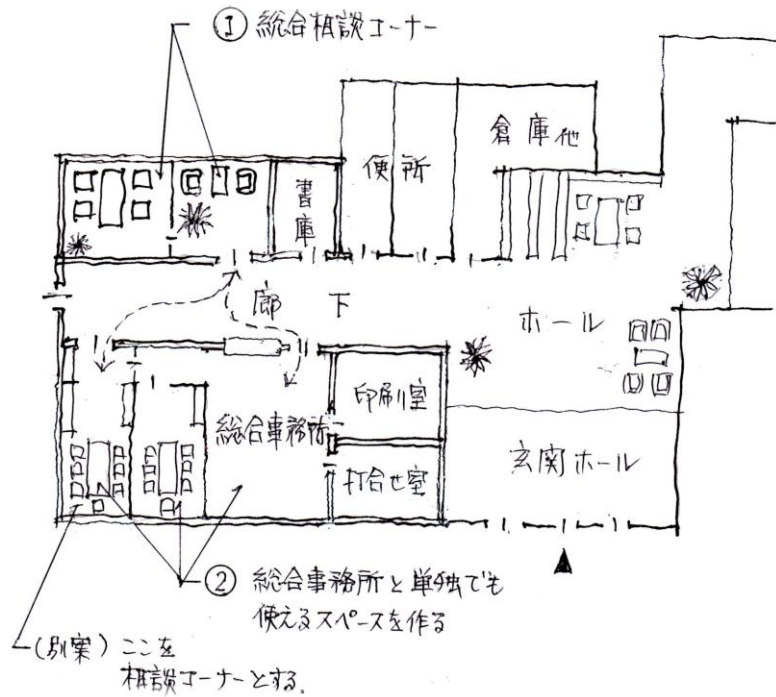 ① 総合相談コーナー
倉庫他
便所
書庫
廊下
ホール
印刷室
総合事務所
打合せ室
玄関ホール
② 総合事務所と単独でも
使えるスペースを作る
(別案) ここを
相談コーナーとする。